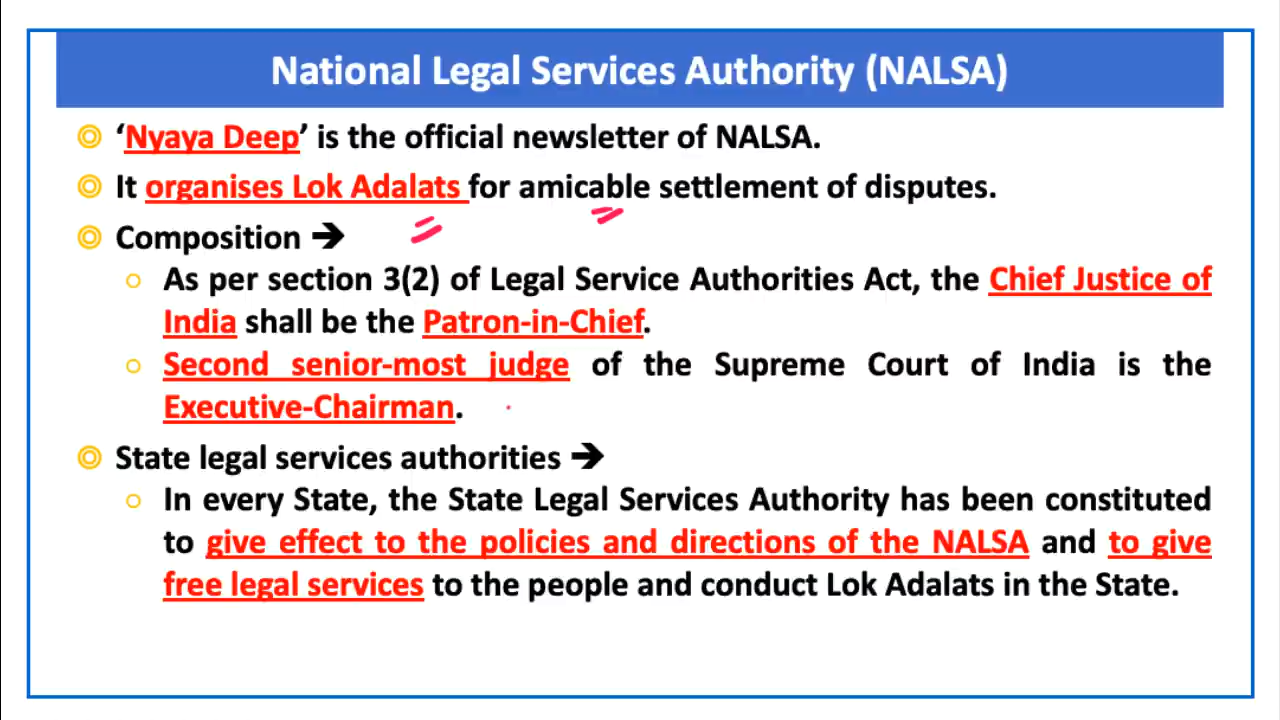 National Legal Services Authority (NALSA)
‘Nyaya Deep’ is the official newsletter of NALSA.
It organises Lok Adalats for amicable settlement of disputes.
Composition ➔
As per section 3(2) of Legal Service Authorities Act, the Chief Justice of
India shall be the Patron-in-Chief.
Second senior-most judge of the Supreme Court of India is the
Executive-Chairman.
State legal services authorities ➔
In every State, the State Legal Services Authority has been constituted
to give effect to the policies and directions of the NALSA and to give
free legal services to the people and conduct Lok Adalats in the State.